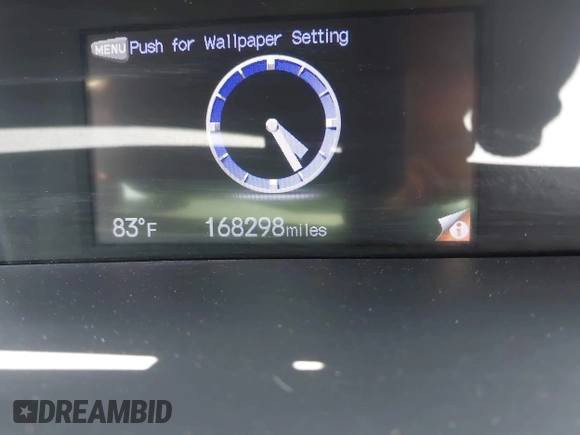 MENU Push for Wallpaper Setting
83°F 168298miles
i
DREAMBID